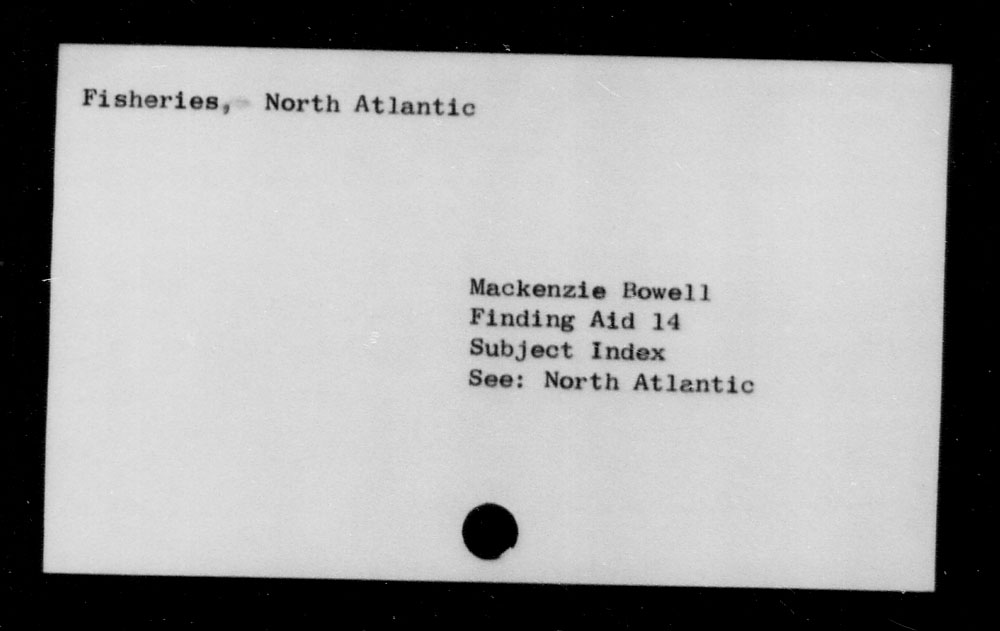 Fisheries, North Atlantic
Mackenzie Bowell
Finding Aid 14
Subject Index
See: North Atlantic